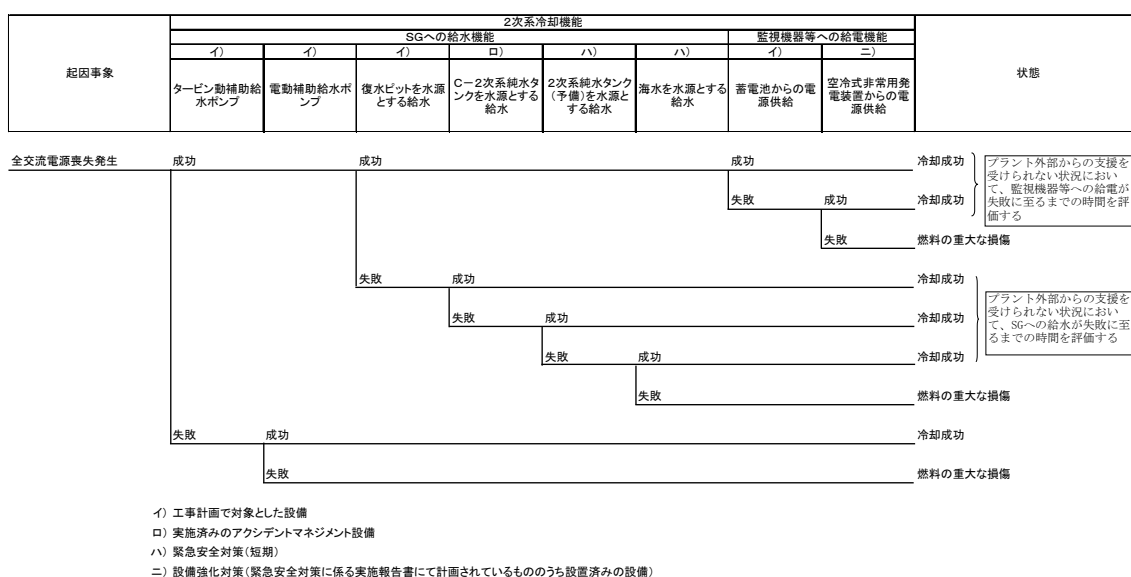 2次系冷却機能
SGへの給水機能
監視機器等への給電機能
イ)
イ)
イ)
ロ)
ハ)
ハ)
イ)
ニ)
起因事象
タービン動補助給
水ポンプ
電動補助給水ポ
ンプ
復水ピットを水源
とする給水
C-2次系純水タ
ンクを水源とする
給水
2次系純水タンク
(予備)を水源と
する給水
海水を水源とする
給水
蓄電池からの電
源供給
空冷式非常用発
電装置からの電
源供給
状態
全交流電源喪失発生
成功
成功
成功
冷却成功
プラント外部からの支援を
受けられない状況におい
て、監視機器等への給電が
失敗に至るまでの時間を評
価する
失敗
成功
冷却成功
失敗
燃料の重大な損傷
失敗
成功
冷却成功
プラント外部からの支援を
受けられない状況におい
て、SGへの給水が失敗に至
るまでの時間を評価する
失敗
成功
冷却成功
失敗
成功
冷却成功
失敗
燃料の重大な損傷
失敗
成功
冷却成功
失敗
燃料の重大な損傷
イ) 工事計画で対象とした設備
ロ) 実施済みのアクシデントマネジメント設備
ハ) 緊急安全対策(短期)
ニ) 設備強化対策(緊急安全対策に係る実施報告書にて計画されているもののうち設置済みの設備)